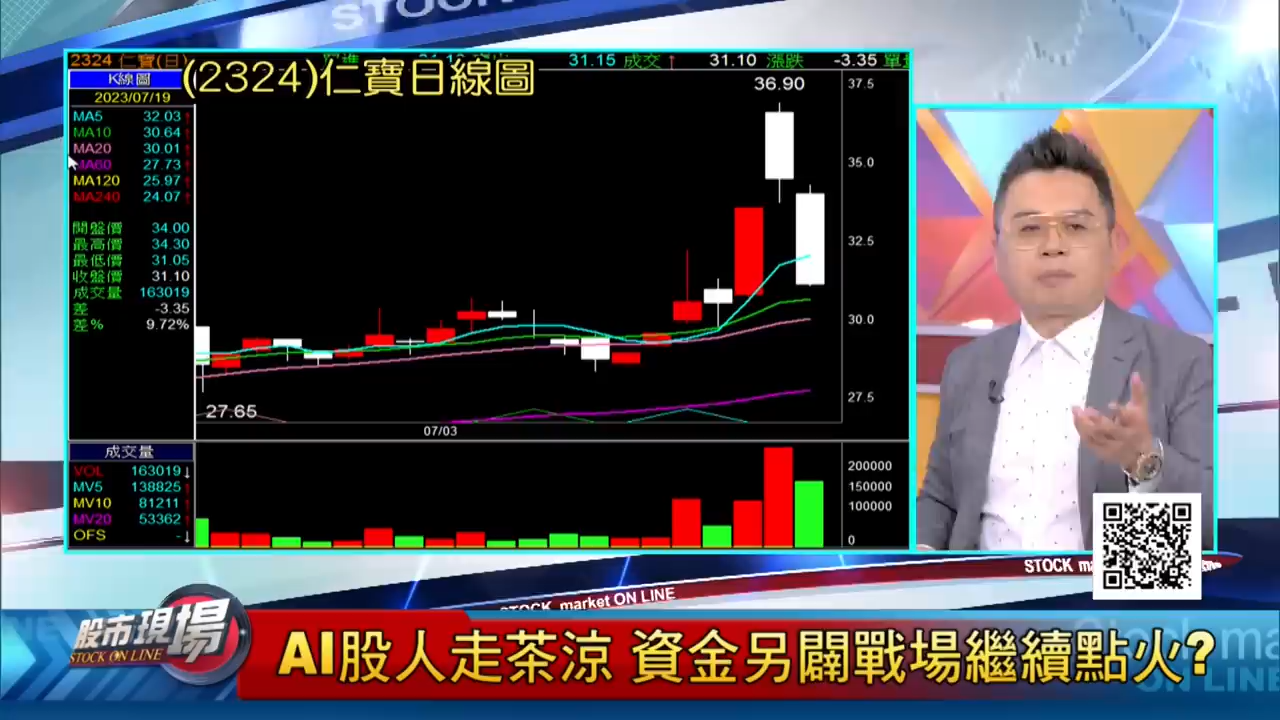 2324 仁寶(日)
31.15 成交↑ 31.10 漲跌 -3.35
(2324)仁寶日線圖
K線圖
2023/07/19
MA5 32.03↑
MA10 30.64↑
MA20 30.01↑
MA60 27.73↑
MA120 25.97↑
MA240 24.07↑
開盤價 34.00
最高價 34.30
最低價 31.05
收盤價 31.10
成交量 163019
差 -3.35
差% 9.72%
36.90
37.5
35.0
32.5
30.0
27.5
27.65
07/03
成交量
VOL 163019↓
MV5 138825↑
MV10 81211↑
MV20 53362↑
OFS -↓
200000
150000
100000
0
STOCK market ON LINE
STOCK
股市現場
STOCK ON LINE
AI股人走茶涼 資金另闢戰場繼續點火?
ON LINE